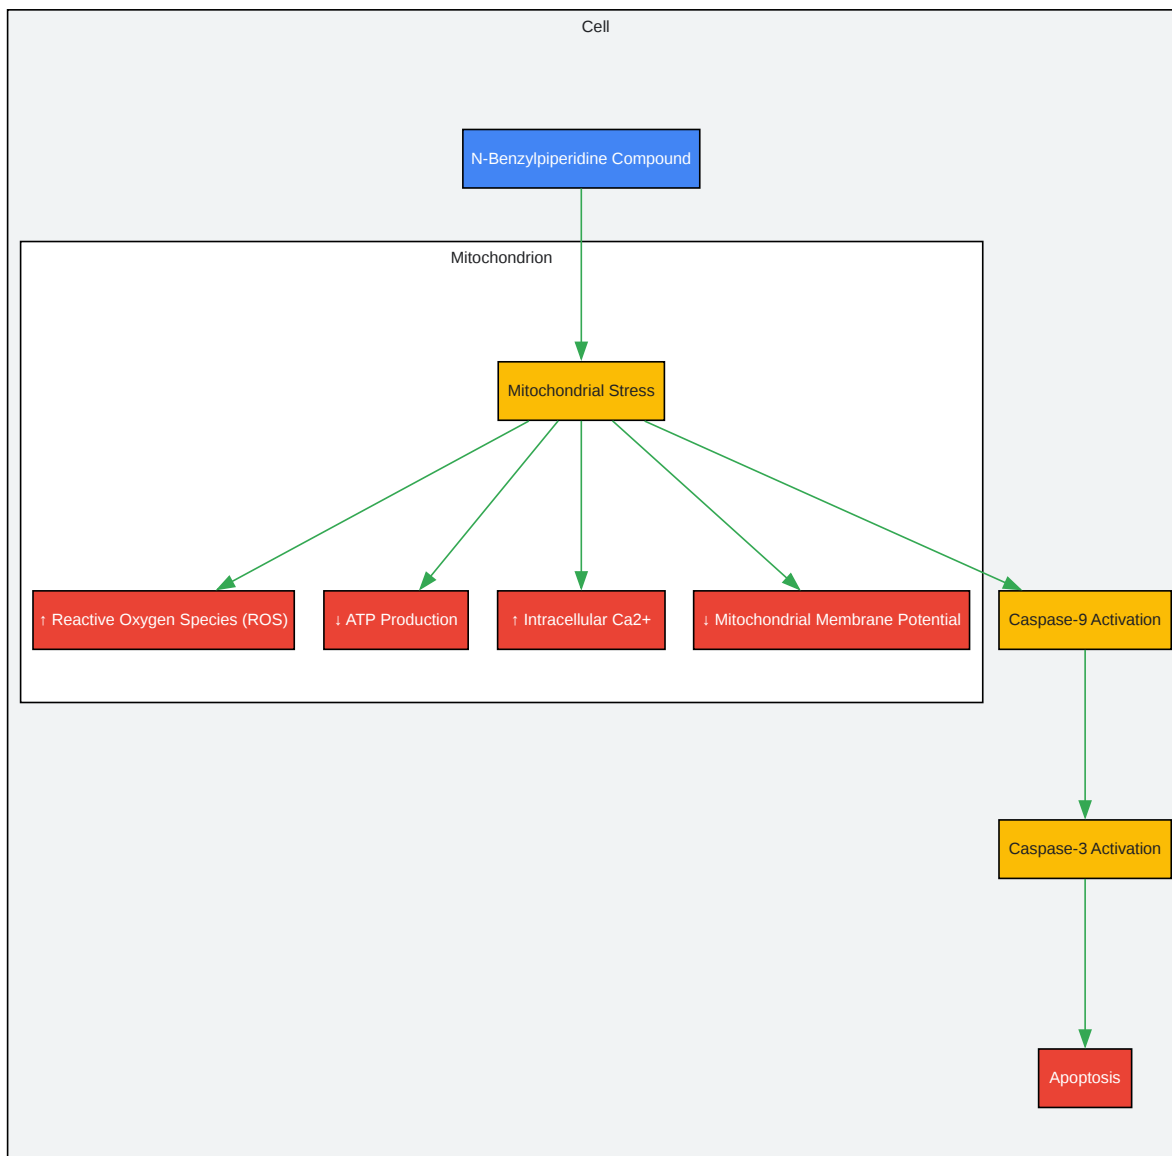 Cell
N-Benzylpiperidine Compound
Mitochondrion
Mitochondrial Stress
↑ Reactive Oxygen Species (ROS)
↓ ATP Production
↑ Intracellular Ca2+
↓ Mitochondrial Membrane Potential
Caspase-9 Activation
Caspase-3 Activation
Apoptosis